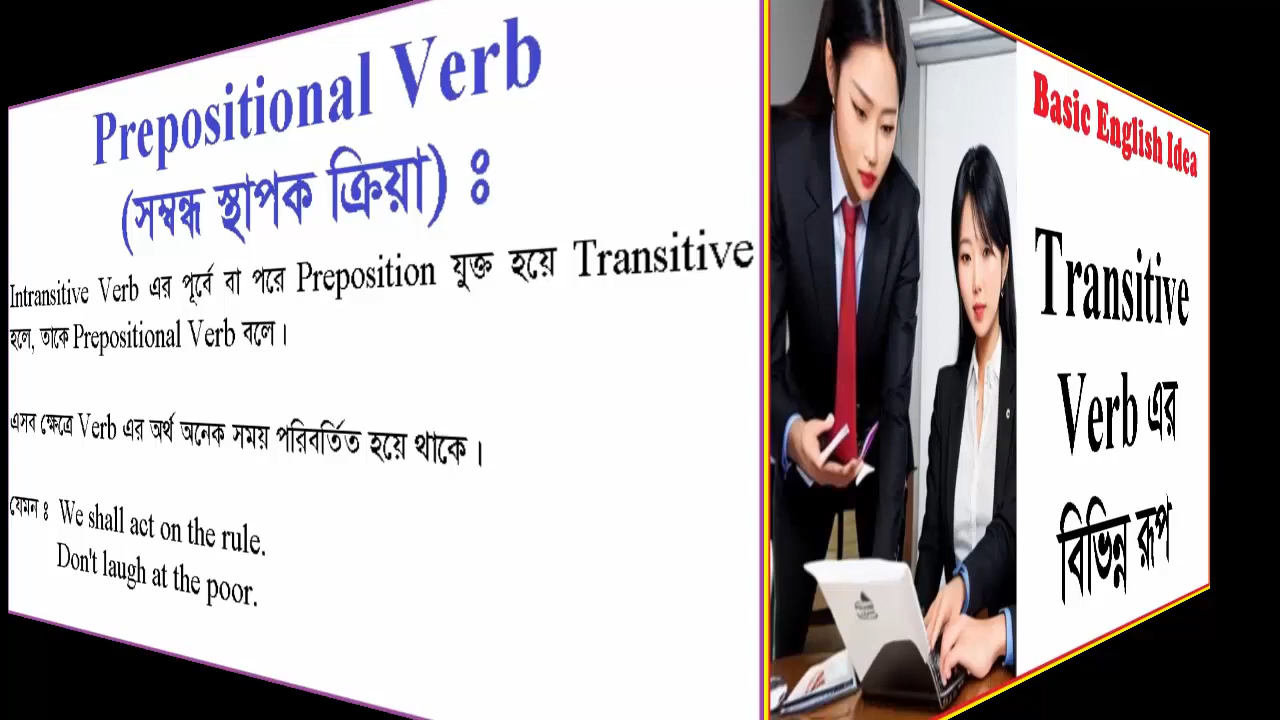 Prepositional Verb
(সম্বন্ধ স্থাপক ক্রিয়া) ঃ
Intransitive Verb এর পূর্বে বা পরে Preposition যুক্ত হয়ে Transitive
হলে, তাকে Prepositional Verb বলে।
এসব ক্ষেত্রে Verb এর অর্থ অনেক সময় পরিবর্তিত হয়ে থাকে।
যেমন ঃ We shall act on the rule.
Don't laugh at the poor.
Basic English Idea
Transitive
Verb এর
বিভিন্ন রূপ